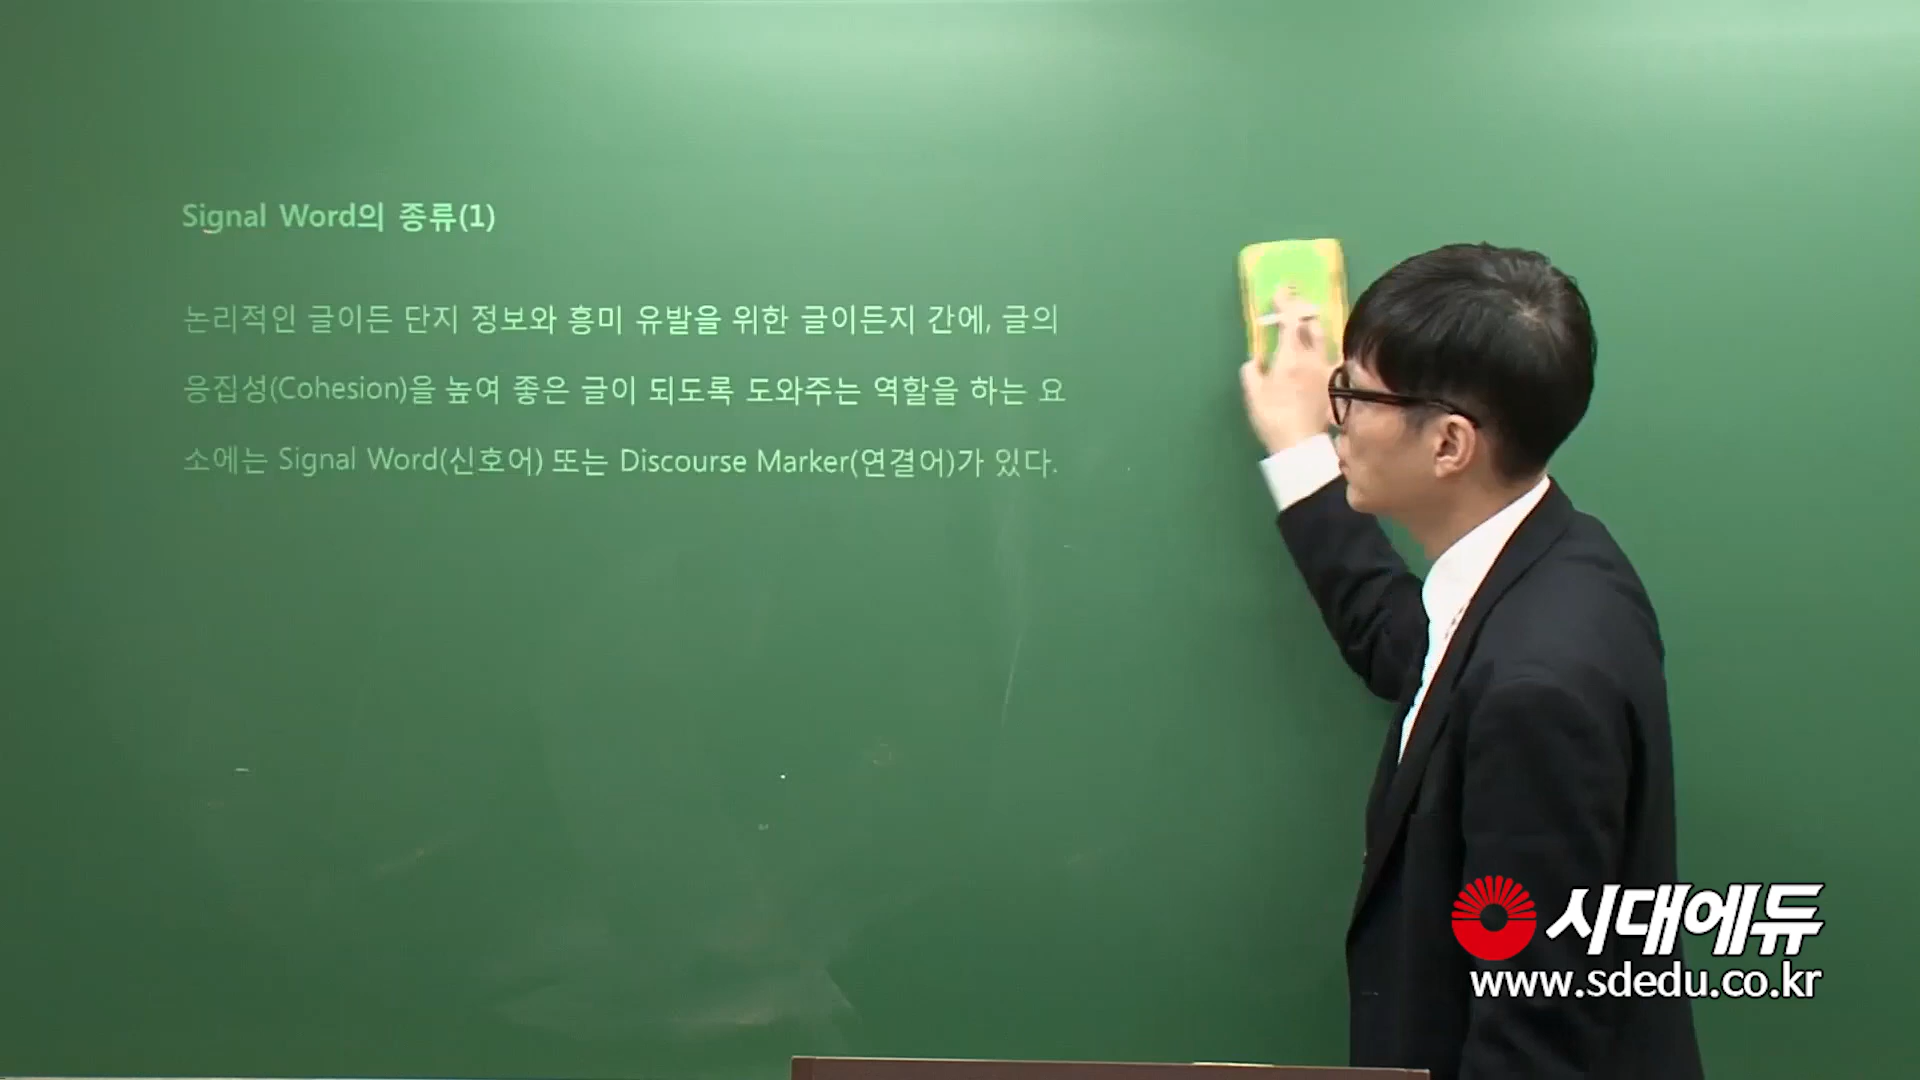 Signal Word의 종류(1)
논리적인 글이든 단지 정보와 흥미 유발을 위한 글이든지 간에, 글의
응집성(Cohesion)을 높여 좋은 글이 되도록 도와주는 역할을 하는 요
소에는 Signal Word(신호어) 또는 Discourse Marker(연결어)가 있다.
시대에듀
www.sdedu.co.kr